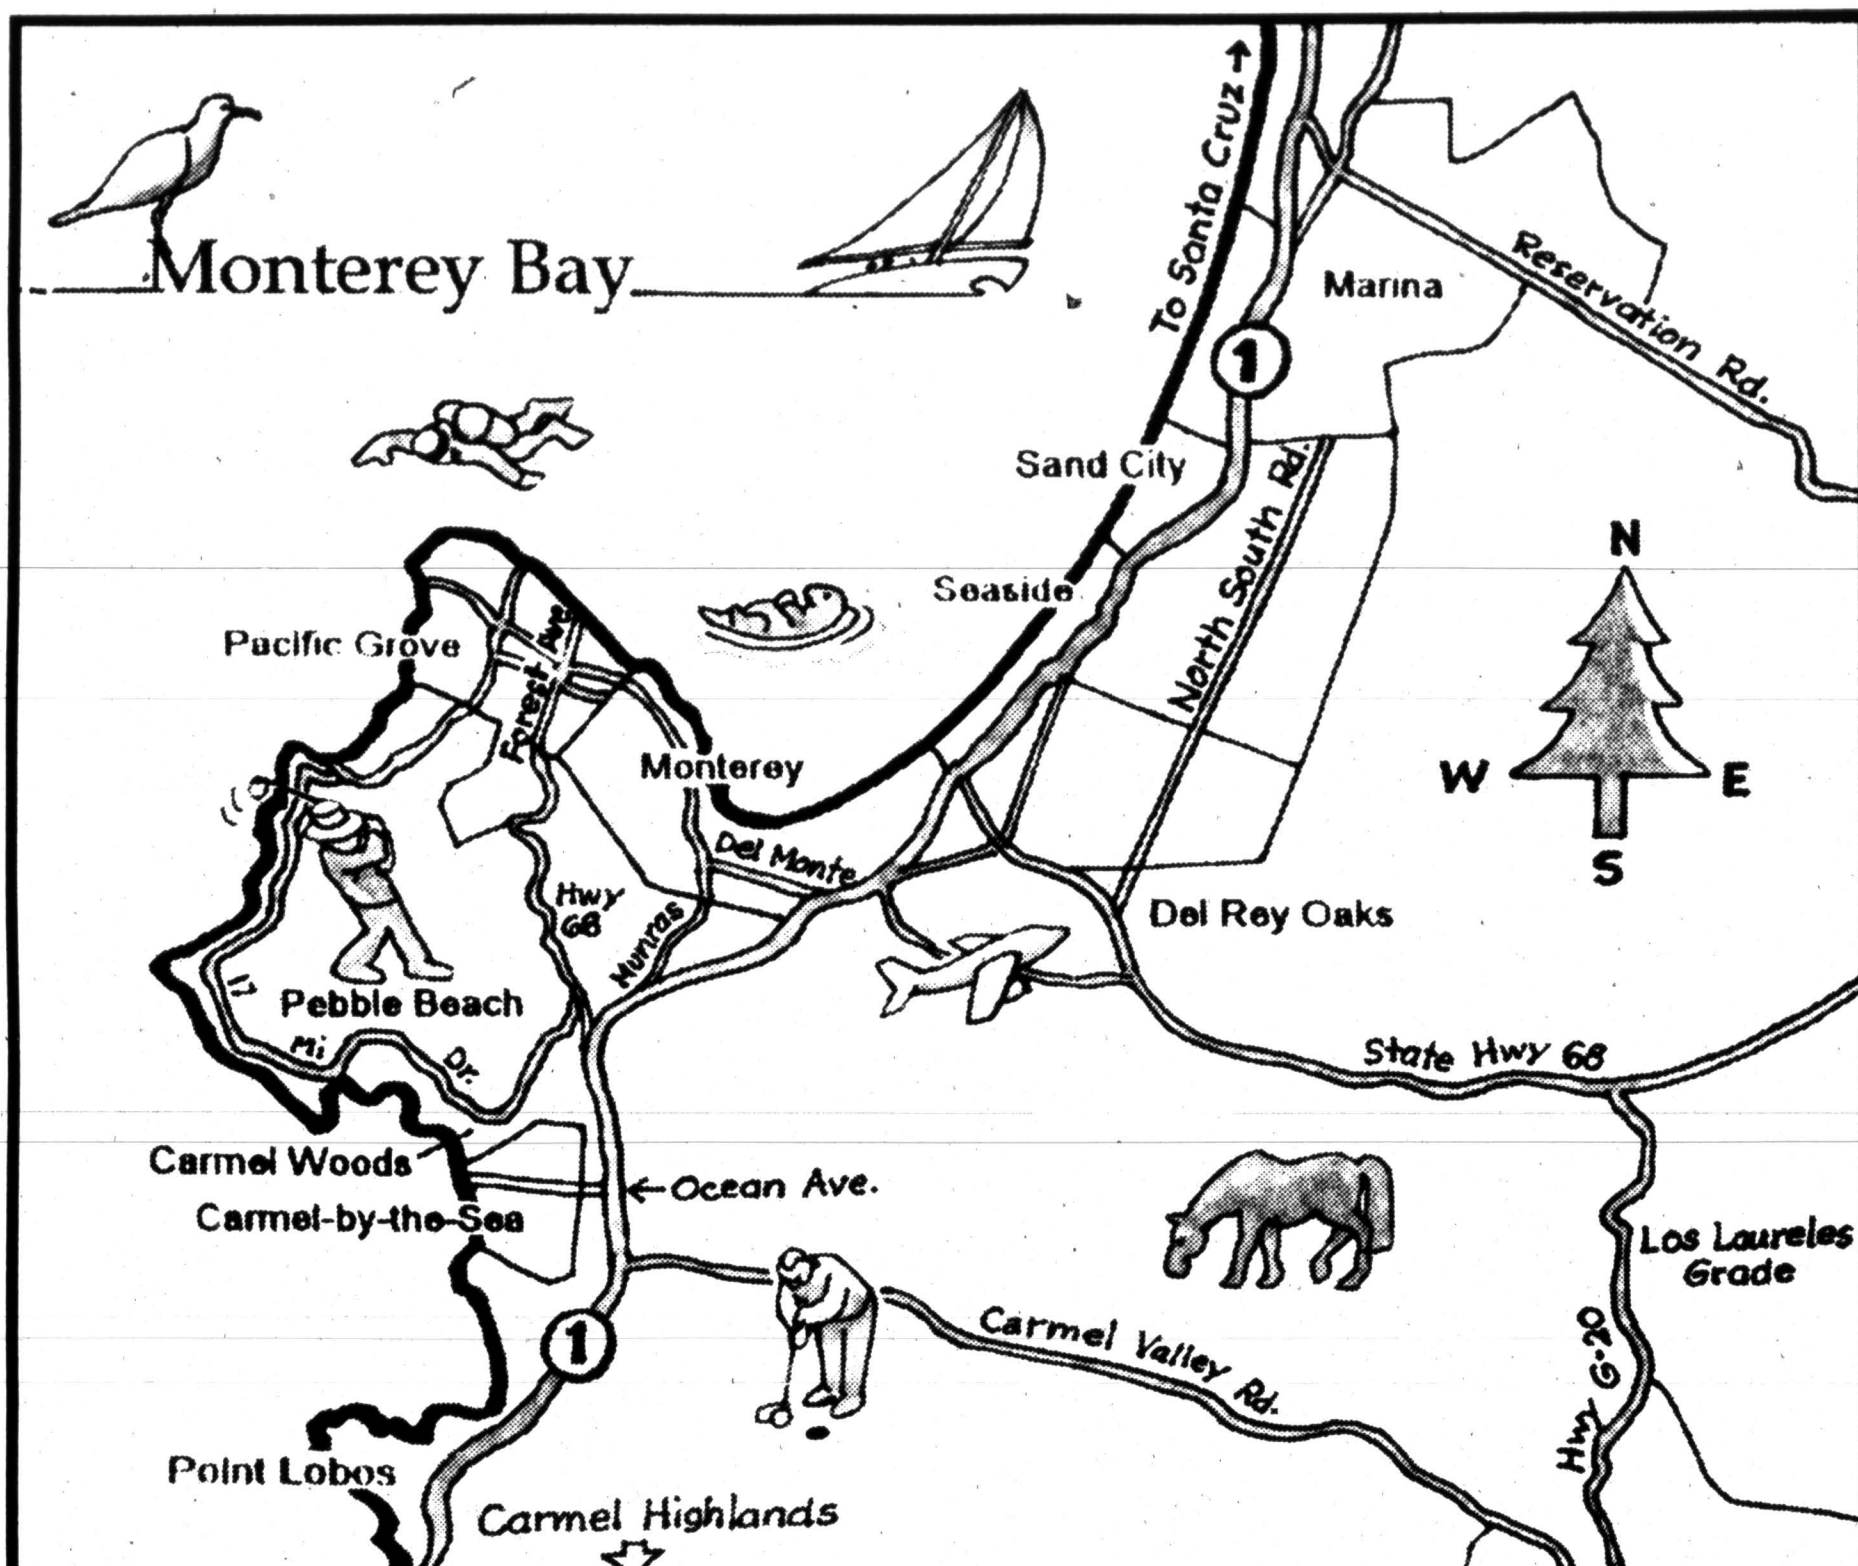 To Santa Cruz →
Monterey Bay
Marina
Reservation Rd.
1
Sand City
North South Rd.
N
Seaside
Pacific Grove
Forest Ave
Monterey
W
E
S
Del Monte
Hwy
68
Munras
Del Rey Oaks
17
Pebble Beach
Mi
Dr.
State Hwy 68
Carmel Woods
← Ocean Ave.
Carmel-by-the-Sea
Los Laureles
Grade
1
Carmel Valley Rd.
Hwy G-20
Point Lobos
Carmel Highlands